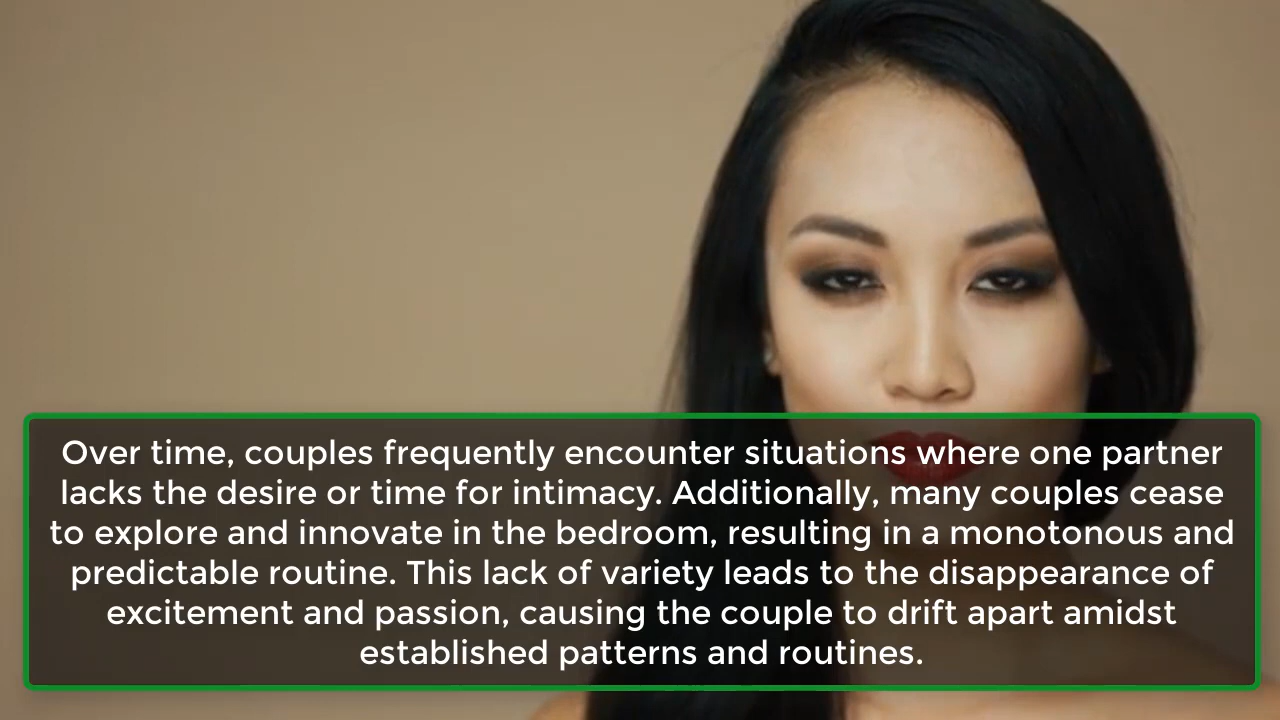 Over time, couples frequently encounter situations where one partner
lacks the desire or time for intimacy. Additionally, many couples cease
to explore and innovate in the bedroom, resulting in a monotonous and
predictable routine. This lack of variety leads to the disappearance of
excitement and passion, causing the couple to drift apart amidst
established patterns and routines.